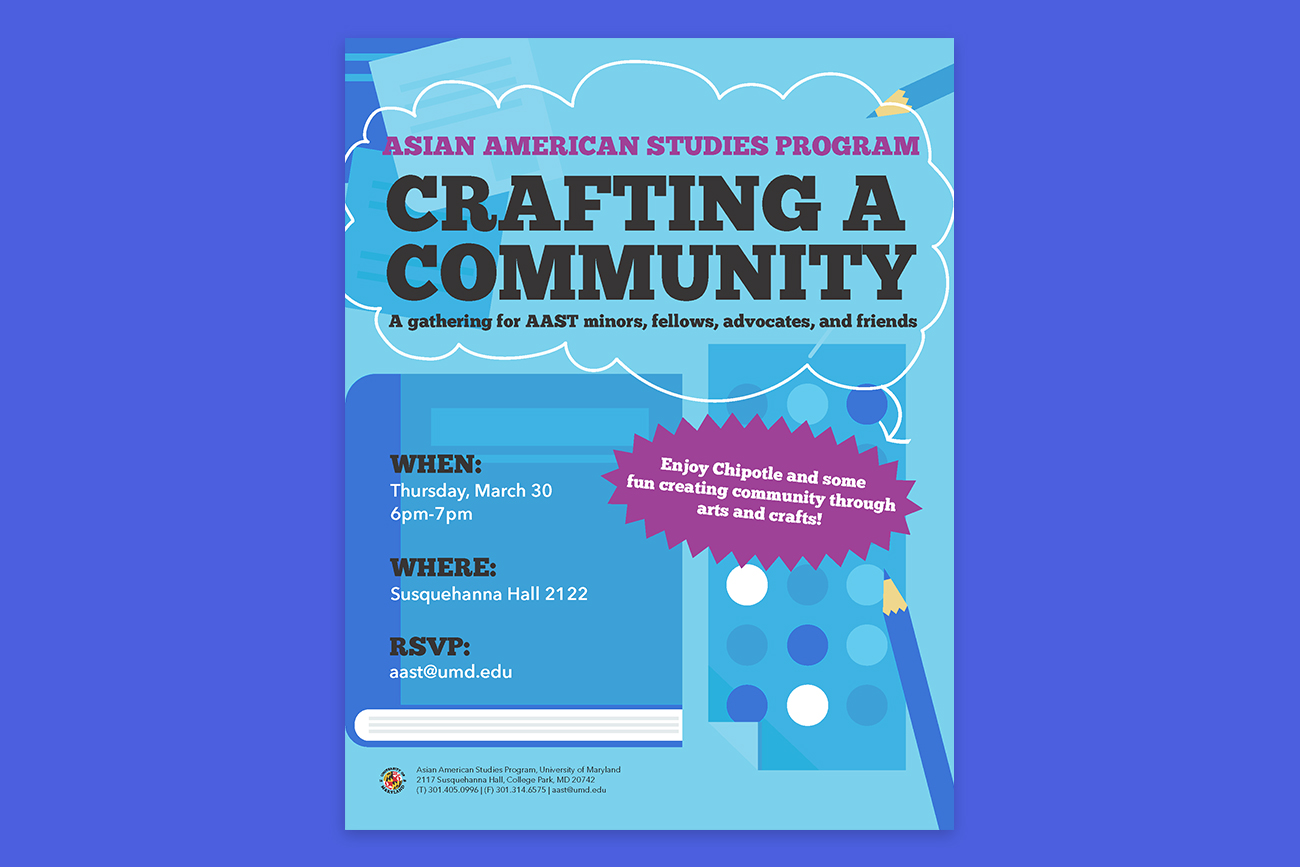 ASIAN AMERICAN STUDIES PROGRAM
CRAFTING A
COMMUNITY
A gathering for AAST minors, fellows, advocates, and friends
WHEN:
Thursday, March 30
6pm-7pm
WHERE:
Susquehanna Hall 2122
RSVP:
aast@umd.edu
Enjoy Chipotle and some
fun creating community through
arts and crafts!
UNIVERSITY OF
MARYLAND
Asian American Studies Program, University of Maryland
2117 Susquehanna Hall, College Park, MD 20742
(T) 301.405.0996 | (F) 301.314.6575 | aast@umd.edu